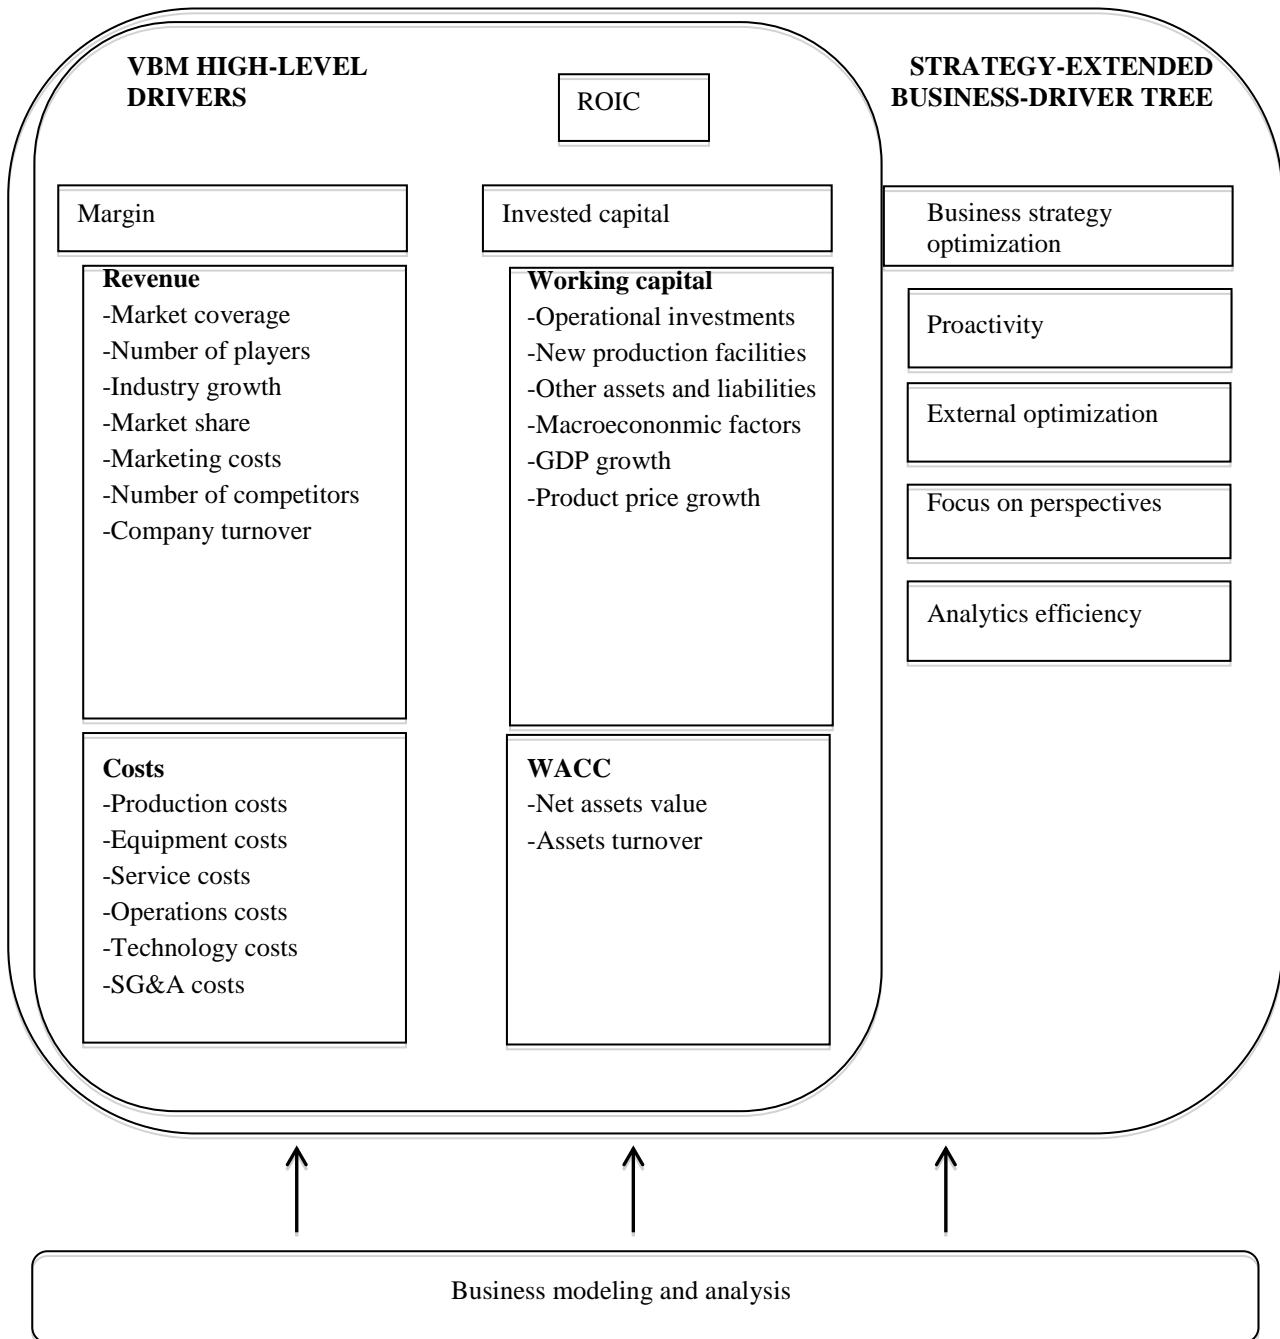 VBM HIGH-LEVEL
DRIVERS
ROIC
STRATEGY-EXTENDED
BUSINESS-DRIVER TREE
Margin
Revenue
-Market coverage
-Number of players
-Industry growth
-Market share
-Marketing costs
-Number of competitors
-Company turnover
Costs
-Production costs
-Equipment costs
-Service costs
-Operations costs
-Technology costs
-SG&A costs
Invested capital
Working capital
-Operational investments
-New production facilities
-Other assets and liabilities
-Macroecononmic factors
-GDP growth
-Product price growth
WACC
-Net assets value
-Assets turnover
Business strategy
optimization
Proactivity
External optimization
Focus on perspectives
Analytics efficiency
Business modeling and analysis